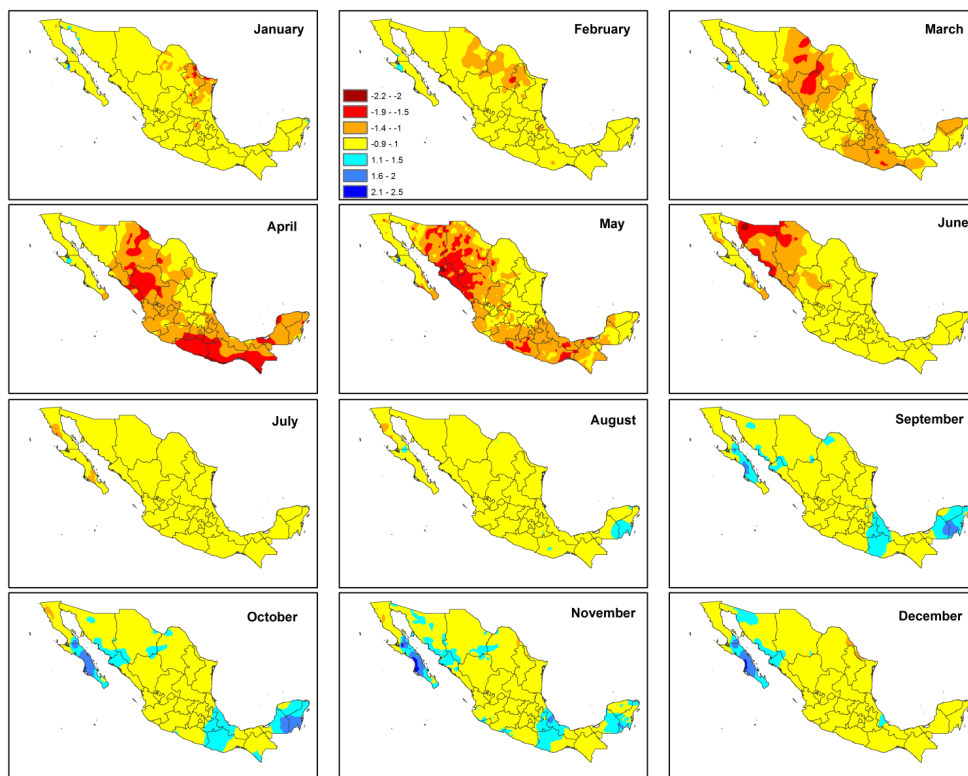 January
February
March
-2.2 - -2
-1.9 - -1.5
-1.4 - -1
-0.9 -.1
1.1 - 1.5
1.6 - 2
2.1 - 2.5
April
May
June
July
August
September
October
November
December